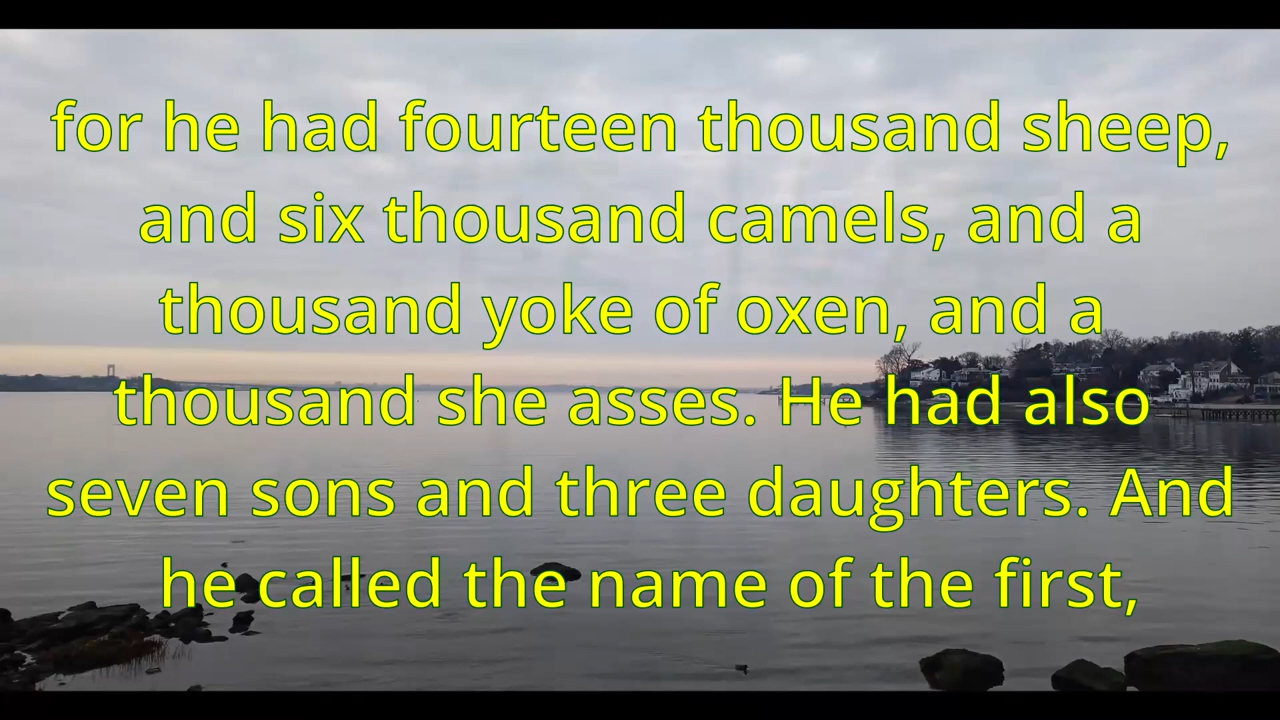 for he had fourteen thousand sheep,
and six thousand camels, and a
thousand yoke of oxen, and a
thousand she asses. He had also
seven sons and three daughters. And
he called the name of the first,